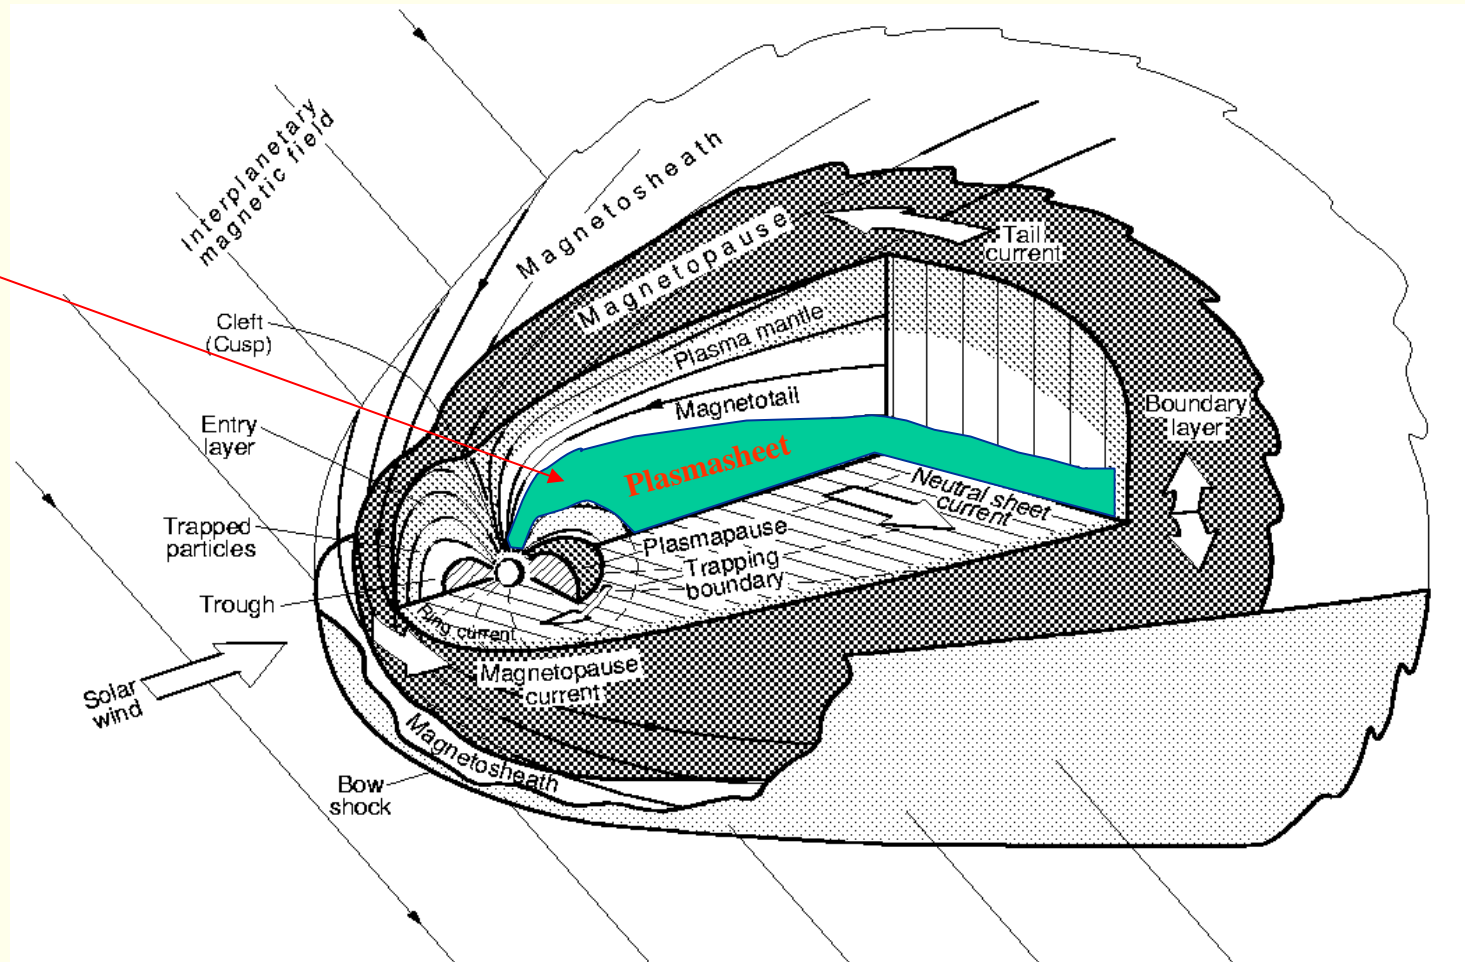 Interplanetary
magnetic field
Magnetosheath
Magnetopause
Tail
current
Cleft
(Cusp)
Plasma mantle
Magnetotail
Boundary
layer
Entry
layer
Plasmasheet
Neutral sheet
current
Trapped
particles
Plasmapause
Trapping
boundary
Trough
Ring current
Magnetopause
current
Solar
wind
Magnetosheath
Bow
shock